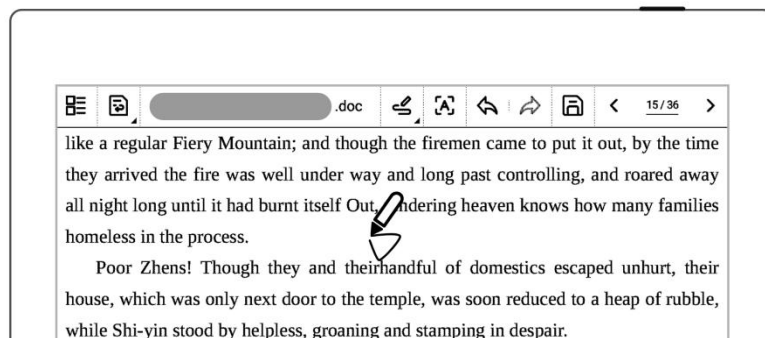 .doc 15/36
like a regular Fiery Mountain; and though the firemen came to put it out, by the time
they arrived the fire was well under way and long past controlling, and roared away
all night long until it had burnt itself Out, heaven knows how many families
homeless in the process.
Poor Zhens! Though they and their handful of domestics escaped unhurt, their
house, which was only next door to the temple, was soon reduced to a heap of rubble,
while Shi-yin stood by helpless, groaning and stamping in despair.